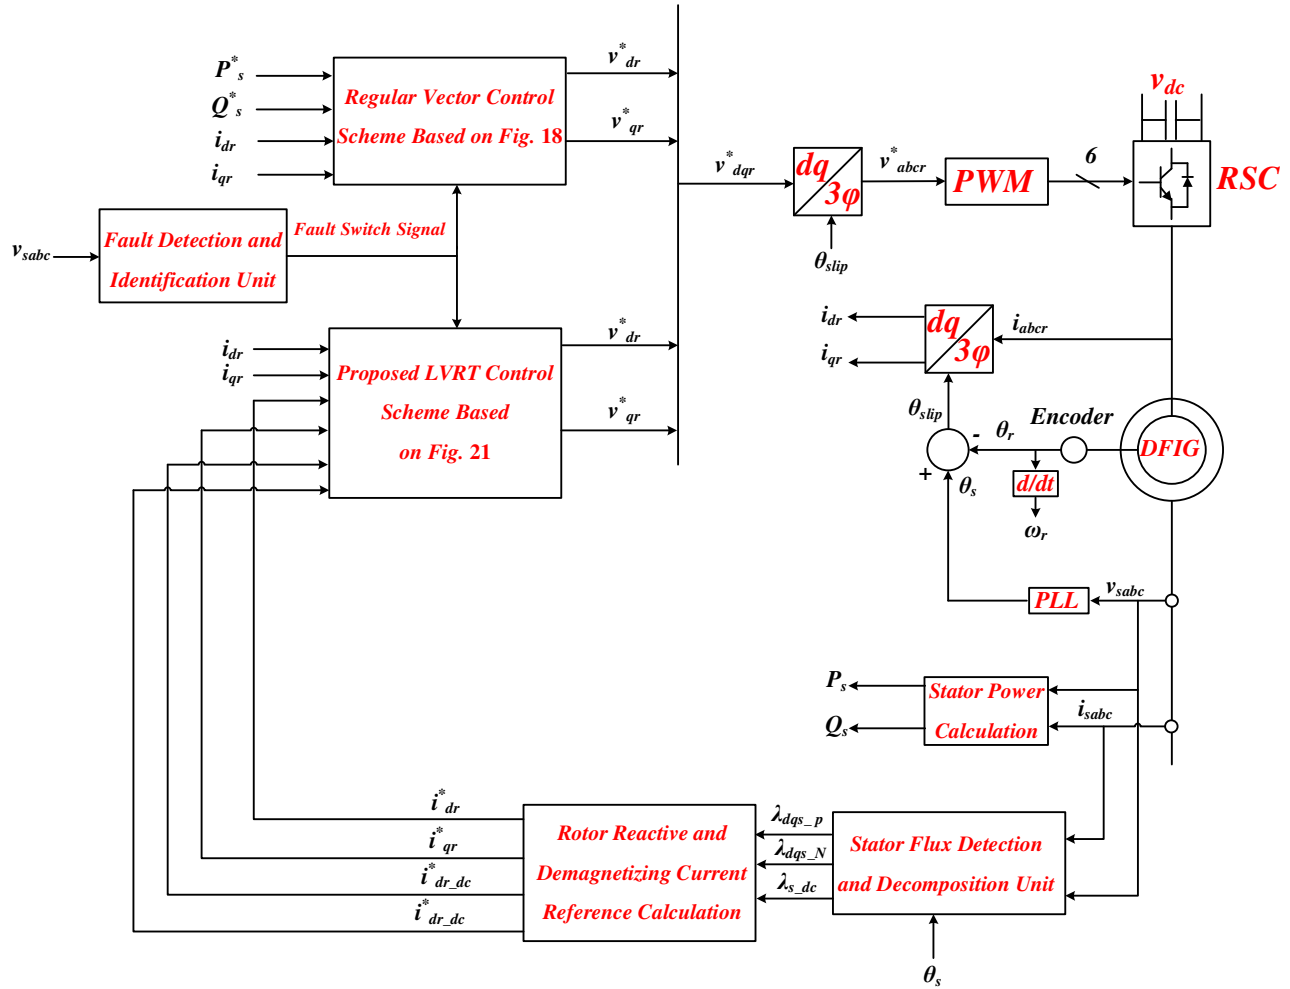 P*s
Q*s
idr
iqr
Regular Vector Control
Scheme Based on Fig. 18
v*dr
v*qr
vsabc
Fault Detection and
Identification Unit
Fault Switch Signal
idr
iqr
Proposed LVRT Control
Scheme Based
on Fig. 21
v*dr
v*qr
v*dqr
dq
3φ
θslip
v*abcr
PWM
6
vdc
RSC
idr
iqr
dq
3φ
iabcr
θslip
-
+
θr
θs
Encoder
DFIG
d/dt
ωr
PLL
vsabc
Ps
Qs
Stator Power
Calculation
isabc
i*dr
i*qr
i*dr_dc
i*dr_dc
Rotor Reactive and
Demagnetizing Current
Reference Calculation
λdqs_p
λdqs_N
λs_dc
Stator Flux Detection
and Decomposition Unit
θs